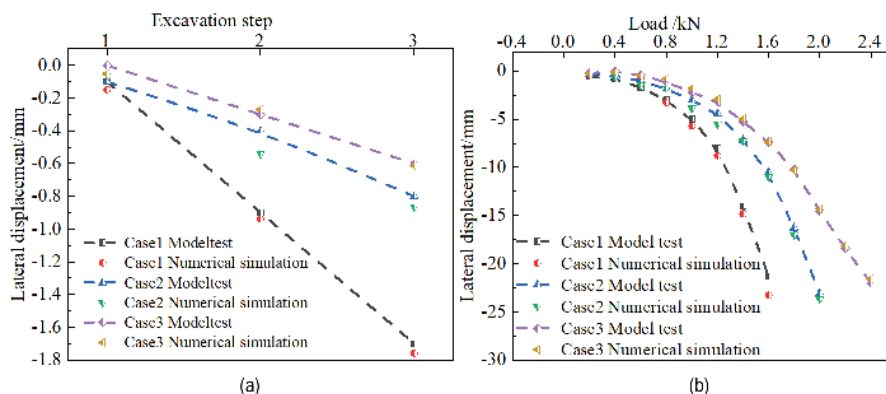 Excavation step
1 2 3
0.0
-0.2
-0.4
-0.6
-0.8
-1.0
-1.2
-1.4
-1.6
-1.8
Lateral displacement/mm
Case1 Modeltest
Case1 Numerical simulation
Case2 Modeltest
Case2 Numerical simulation
Case3 Modeltest
Case3 Numerical simulation
(a)
Load /kN
-0.4 0.0 0.4 0.8 1.2 1.6 2.0 2.4
0
-5
-10
-15
-20
-25
-30
Lateral displacement/mm
Case1 Model test
Case1 Numerical simulation
Case2 Model test
Case2 Numerical simulation
Case3 Model test
Case3 Numerical simulation
(b)